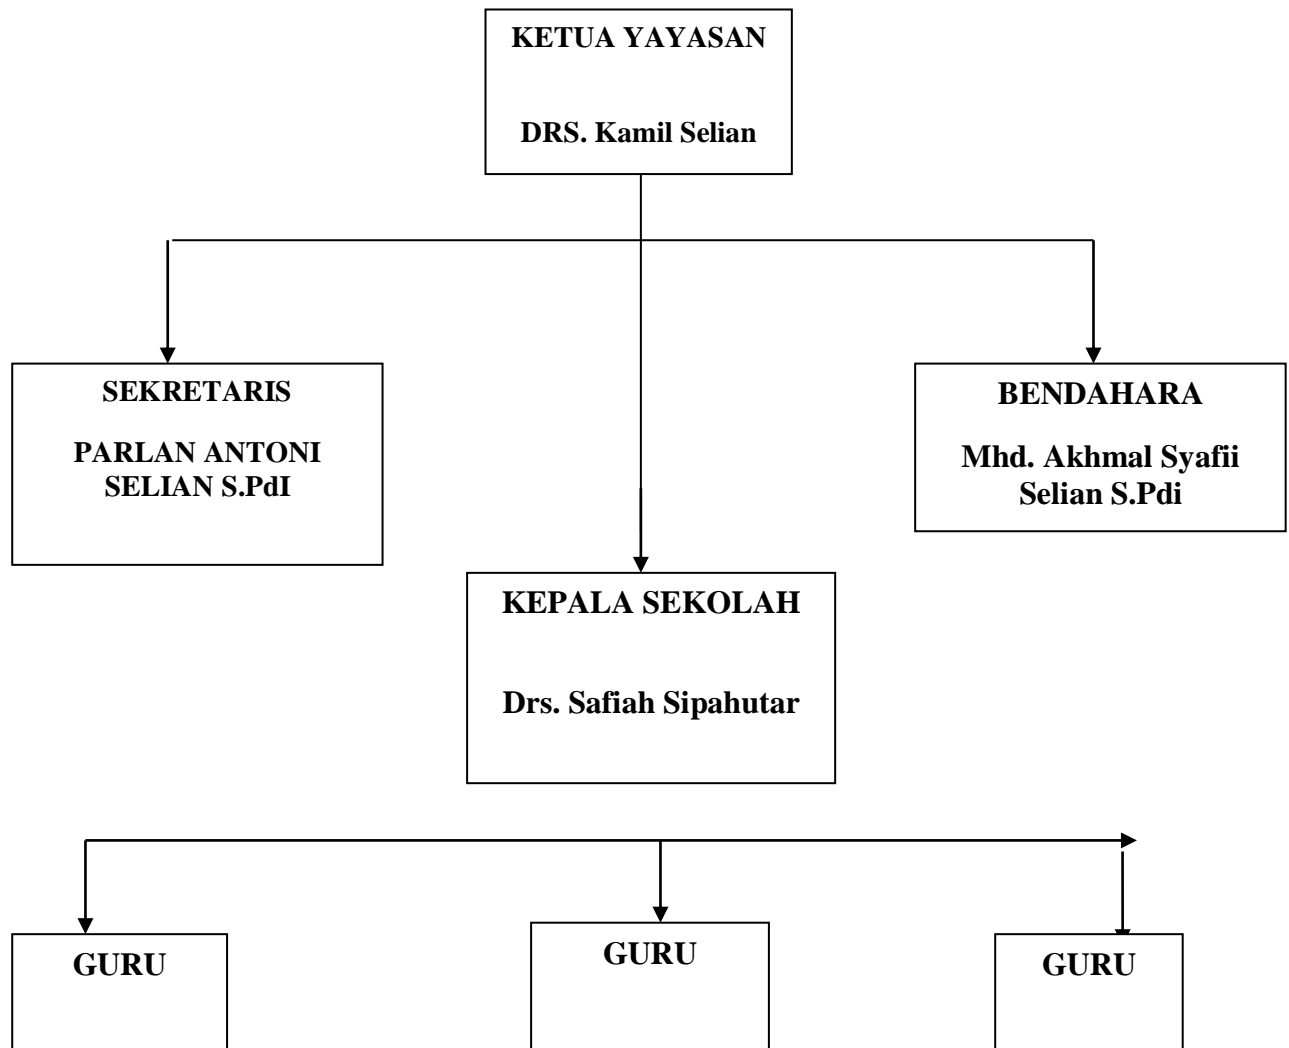 KETUA YAYASAN
DRS. Kamil Selian
SEKRETARIS
PARLAN ANTONI
SELIAN S.PdI
BENDAHARA
Mhd. Akhmal Syafii
Selian S.Pdi
KEPALA SEKOLAH
Drs. Safiah Sipahutar
GURU
GURU
GURU